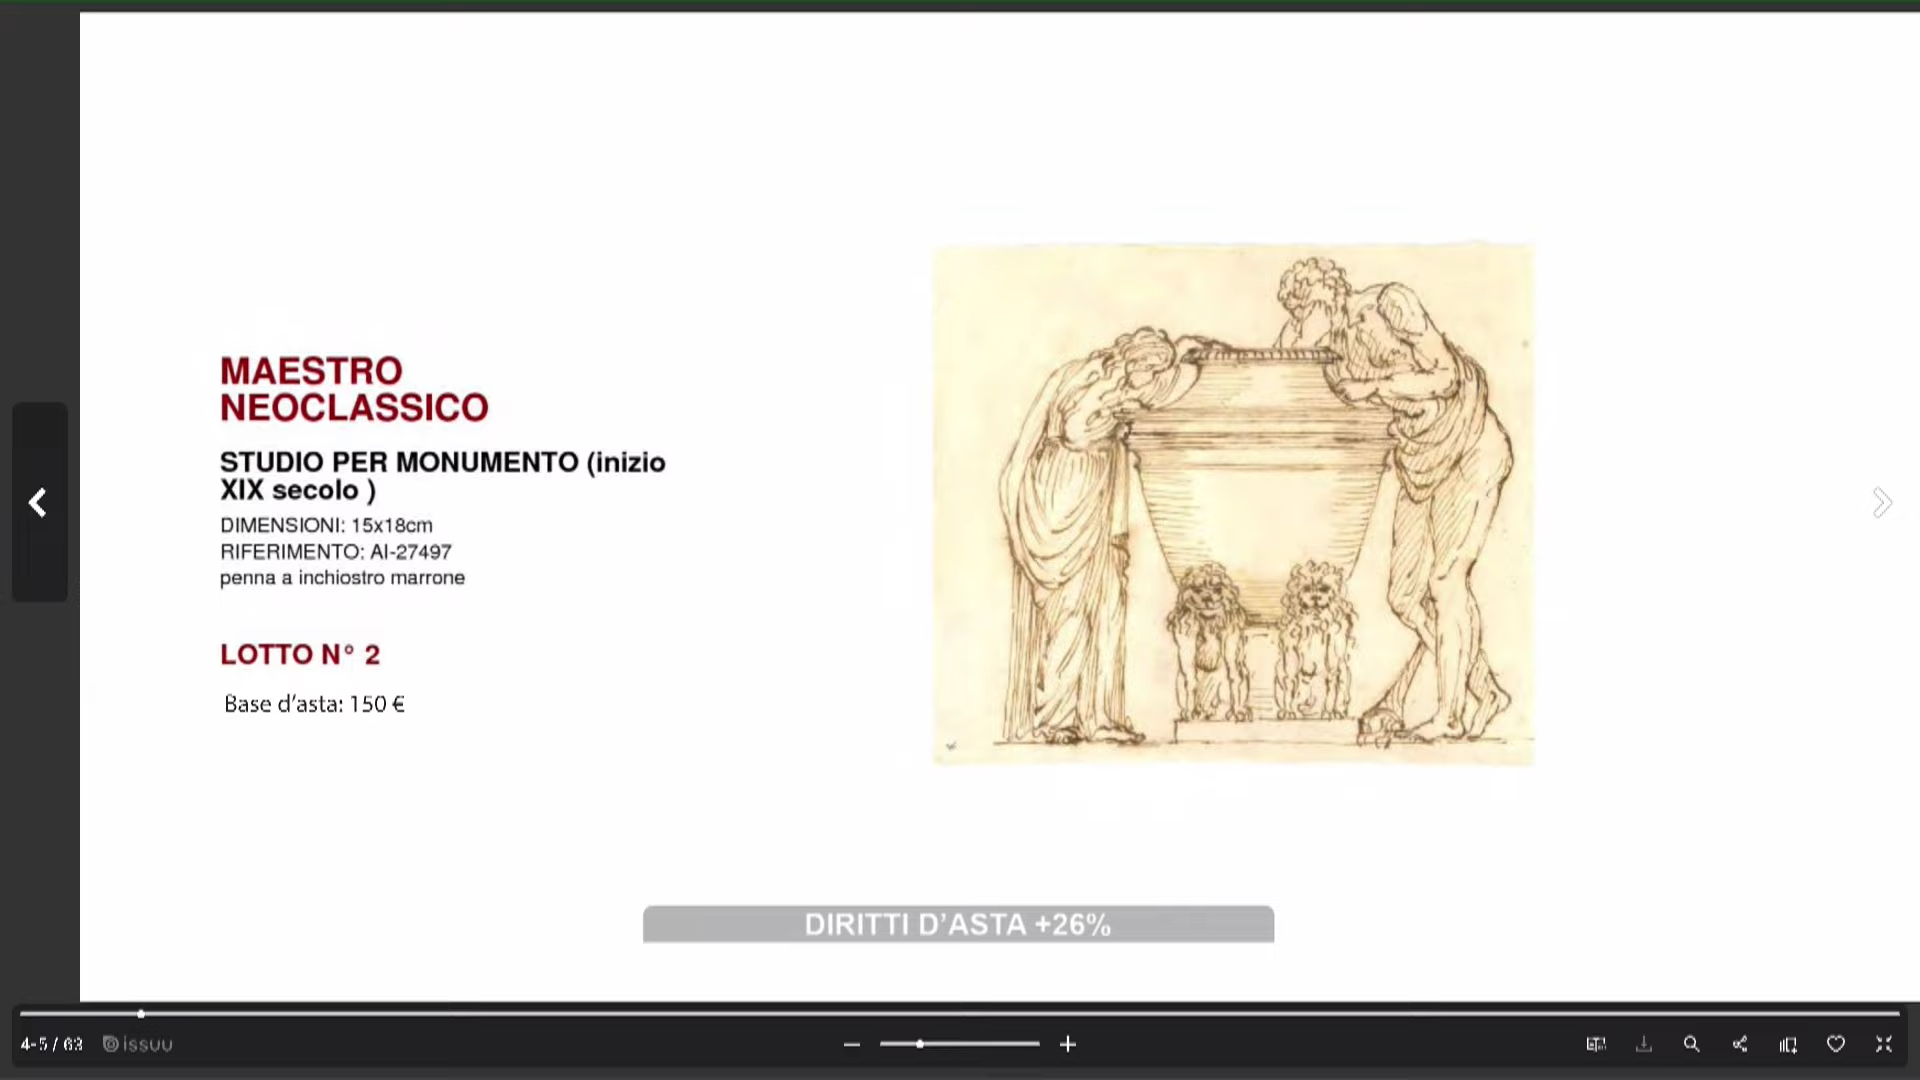 MAESTRO
NEOCLASSICO
STUDIO PER MONUMENTO (inizio
XIX secolo )
DIMENSIONI: 15x18cm
RIFERIMENTO: AI-27497
penna a inchiostro marrone
LOTTO N° 2
Base d'asta: 150 €
DIRITTI D'ASTA +26%
4-5 / 63 issuu